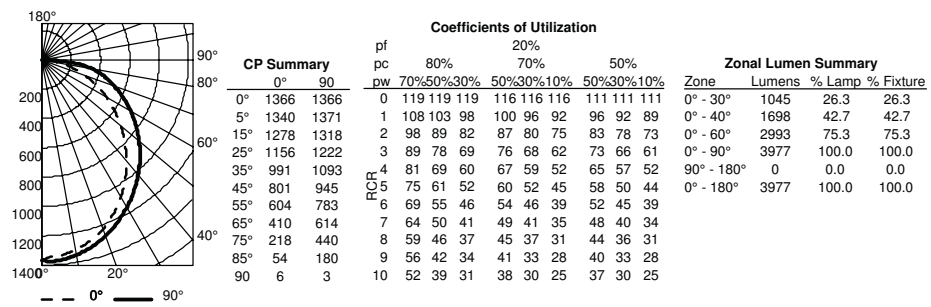 180°
90°
80°
60°
40°
200
400
600
800
1000
1200
1400
0°
20°
0°
90°
CP Summary
0° 90
0° 1366 1366
5° 1340 1371
15° 1278 1318
25° 1156 1222
35° 991 1093
45° 801 945
55° 604 783
65° 410 614
75° 218 440
85° 54 180
90 6 3
Coefficients of Utilization
pf 20%
pc 80% 70% 50%
pw 70%50%30% 50%30%10% 50%30%10%
RCR
0 119 119 119 116 116 116 111 111 111
1 108 103 98 100 96 92 96 92 89
2 98 89 82 87 80 75 83 78 73
3 89 78 69 76 68 62 73 66 61
4 81 69 60 67 59 52 65 57 52
5 75 61 52 60 52 45 58 50 44
6 69 55 46 54 46 39 52 45 39
7 64 50 41 49 41 35 48 40 34
8 59 46 37 45 37 31 44 36 31
9 56 42 34 41 33 28 40 33 28
10 52 39 31 38 30 25 37 30 25
Zonal Lumen Summary
Zone Lumens % Lamp % Fixture
0° - 30° 1045 26.3 26.3
0° - 40° 1698 42.7 42.7
0° - 60° 2993 75.3 75.3
0° - 90° 3977 100.0 100.0
90° - 180° 0 0.0 0.0
0° - 180° 3977 100.0 100.0